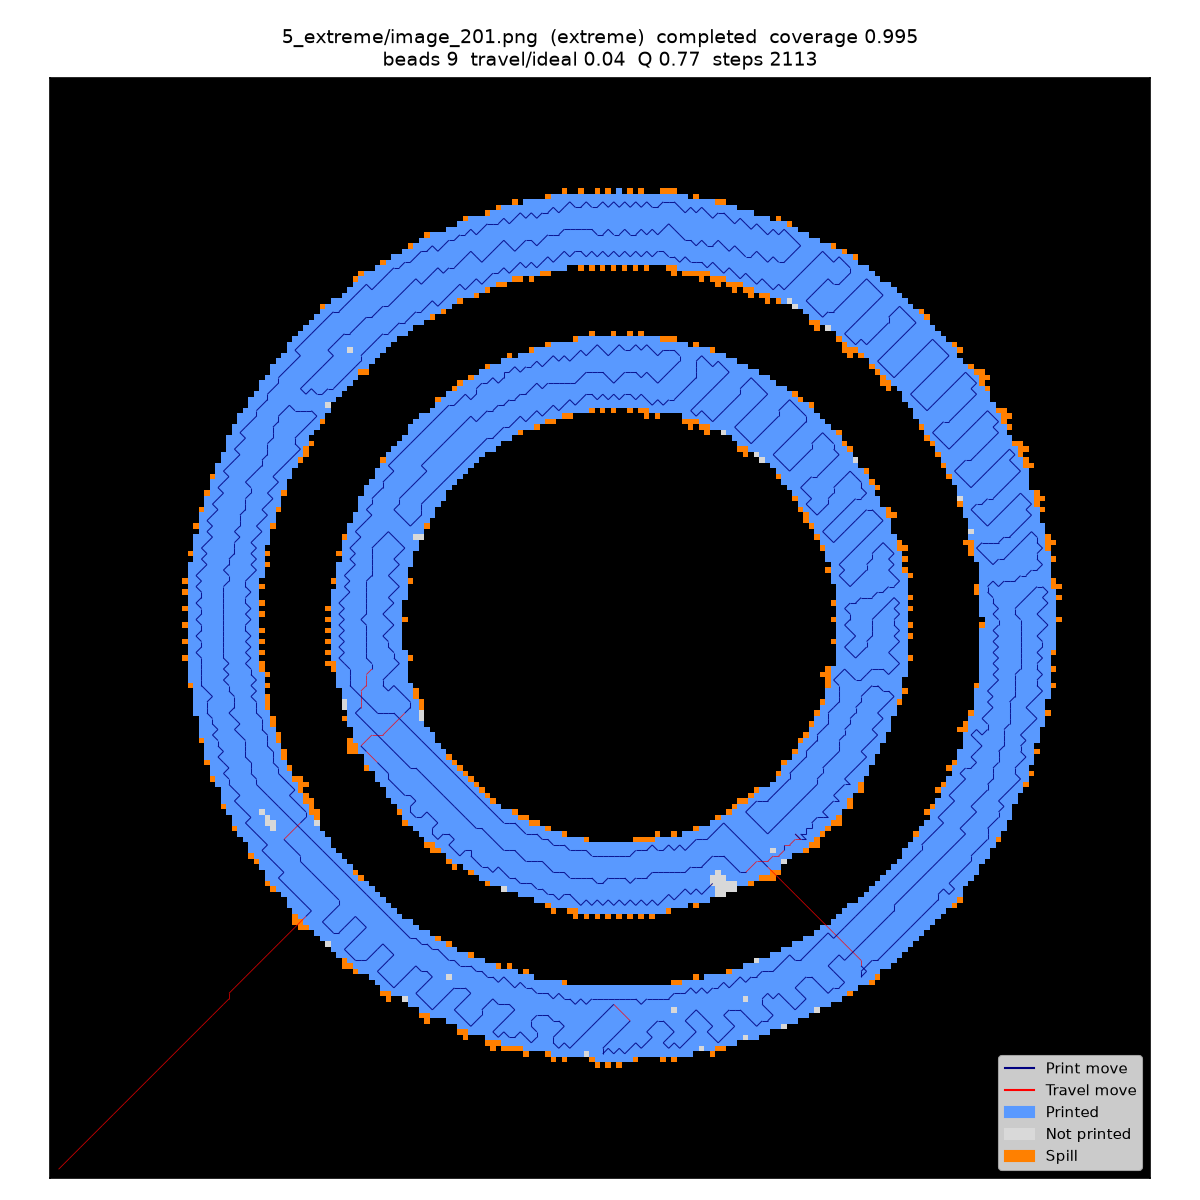 5_extreme/image_201.png  (extreme)  completed  coverage 0.995
beads 9  travel/ideal 0.04  Q 0.77  steps 2113
Print move
Travel move
Printed
Not printed
Spill